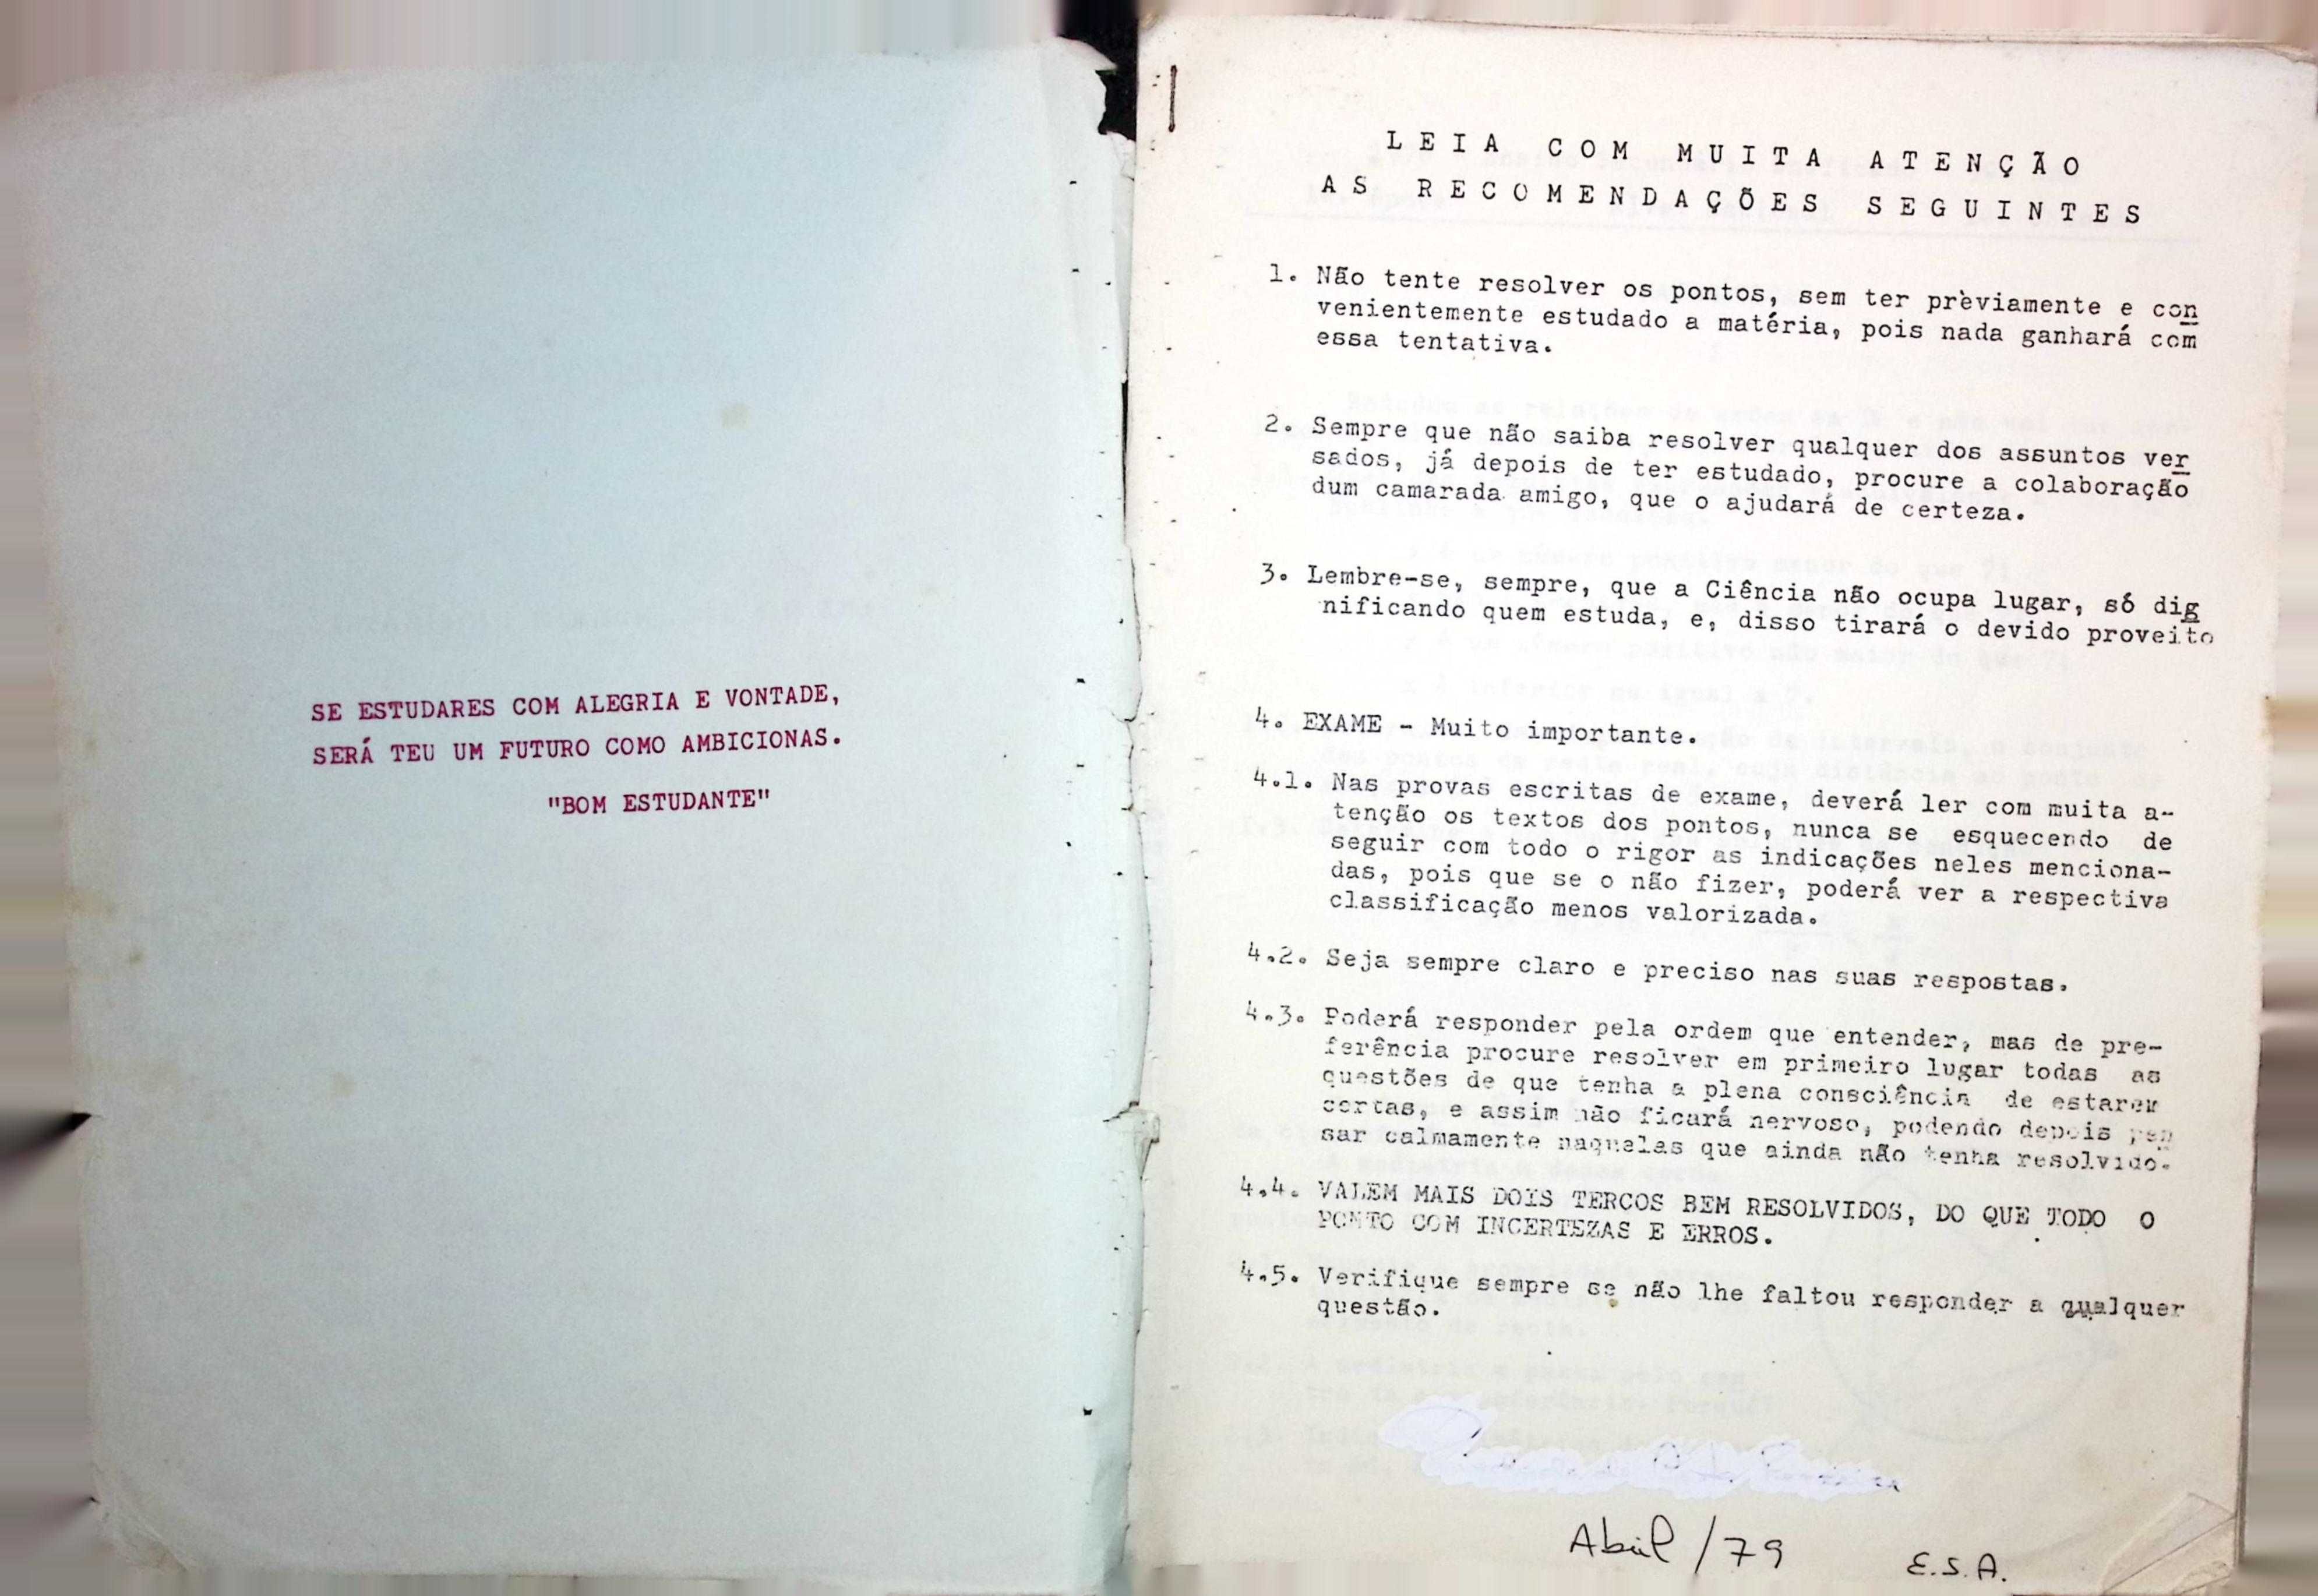 SE ESTUDARES COM ALEGRIA E VONTADE,
SERÁ TEU UM FUTURO COMO AMBICIONAS.
"BOM ESTUDANTE"
LEIA COM MUITA ATENÇÃO
AS RECOMENDAÇÕES SEGUINTES
1. Não tente resolver os pontos, sem ter prèviamente e con
venientemente estudado a matéria, pois nada ganhará com
essa tentativa.
2. Sempre que não saiba resolver qualquer dos assuntos ver
sados, já depois de ter estudado, procure a colaboração
dum camarada amigo, que o ajudará de certeza.
3. Lembre-se, sempre, que a Ciência não ocupa lugar, só dig
nificando quem estuda, e, disso tirará o devido proveito
4. EXAME - Muito importante.
4.1. Nas provas escritas de exame, deverá ler com muita a-
tenção os textos dos pontos, nunca se esquecendo de
seguir com todo o rigor as indicações neles menciona-
das, pois que se o não fizer, poderá ver a respectiva
classificação menos valorizada.
4.2. Seja sempre claro e preciso nas suas respostas.
4.3. Poderá responder pela ordem que entender, mas de pre-
ferência procure resolver em primeiro lugar todas as
questões de que tenha a plena consciência de estarem
certas, e assim não ficará nervoso, podendo depois pen
sar calmamente naquelas que ainda não tenha resolvido.
4.4. VALEM MAIS DOIS TERCOS BEM RESOLVIDOS, DO QUE TODO O
PONTO COM INCERTEZAS E ERROS.
4.5. Verifique sempre se não lhe faltou responder a qualquer
questão.
Abril/79
E.S.A.